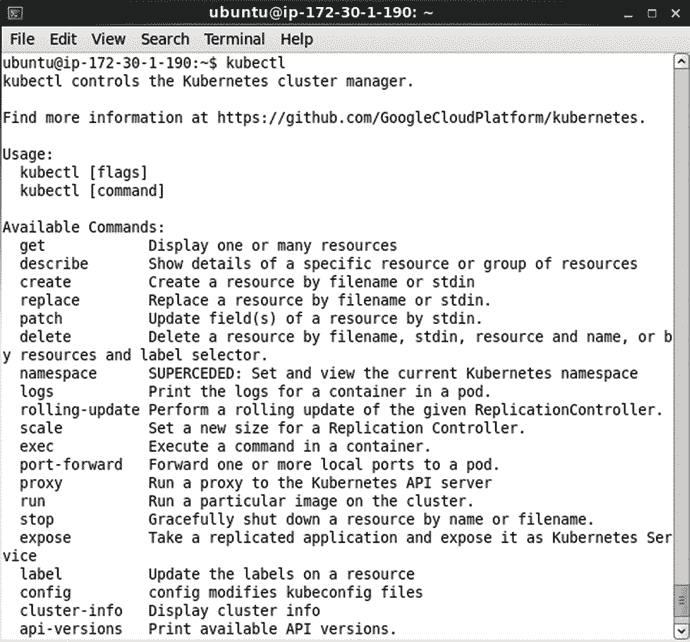 ubuntu@ip-172-30-1-190: ~
File Edit View Search Terminal Help
ubuntu@ip-172-30-1-190:~$ kubectl
kubectl controls the Kubernetes cluster manager.
Find more information at https://github.com/GoogleCloudPlatform/kubernetes.
Usage:
  kubectl [flags]
  kubectl [command]
Available Commands:
  get            Display one or many resources
  describe       Show details of a specific resource or group of resources
  create         Create a resource by filename or stdin
  replace        Replace a resource by filename or stdin.
  patch          Update field(s) of a resource by stdin.
  delete         Delete a resource by filename, stdin, resource and name, or b
y resources and label selector.
  namespace      SUPERCEDED: Set and view the current Kubernetes namespace
  logs           Print the logs for a container in a pod.
  rolling-update Perform a rolling update of the given ReplicationController.
  scale          Set a new size for a Replication Controller.
  exec           Execute a command in a container.
  port-forward   Forward one or more local ports to a pod.
  proxy          Run a proxy to the Kubernetes API server
  run            Run a particular image on the cluster.
  stop           Gracefully shut down a resource by name or filename.
  expose         Take a replicated application and expose it as Kubernetes Ser
vice
  label          Update the labels on a resource
  config         config modifies kubeconfig files
  cluster-info   Display cluster info
  api-versions   Print available API versions.